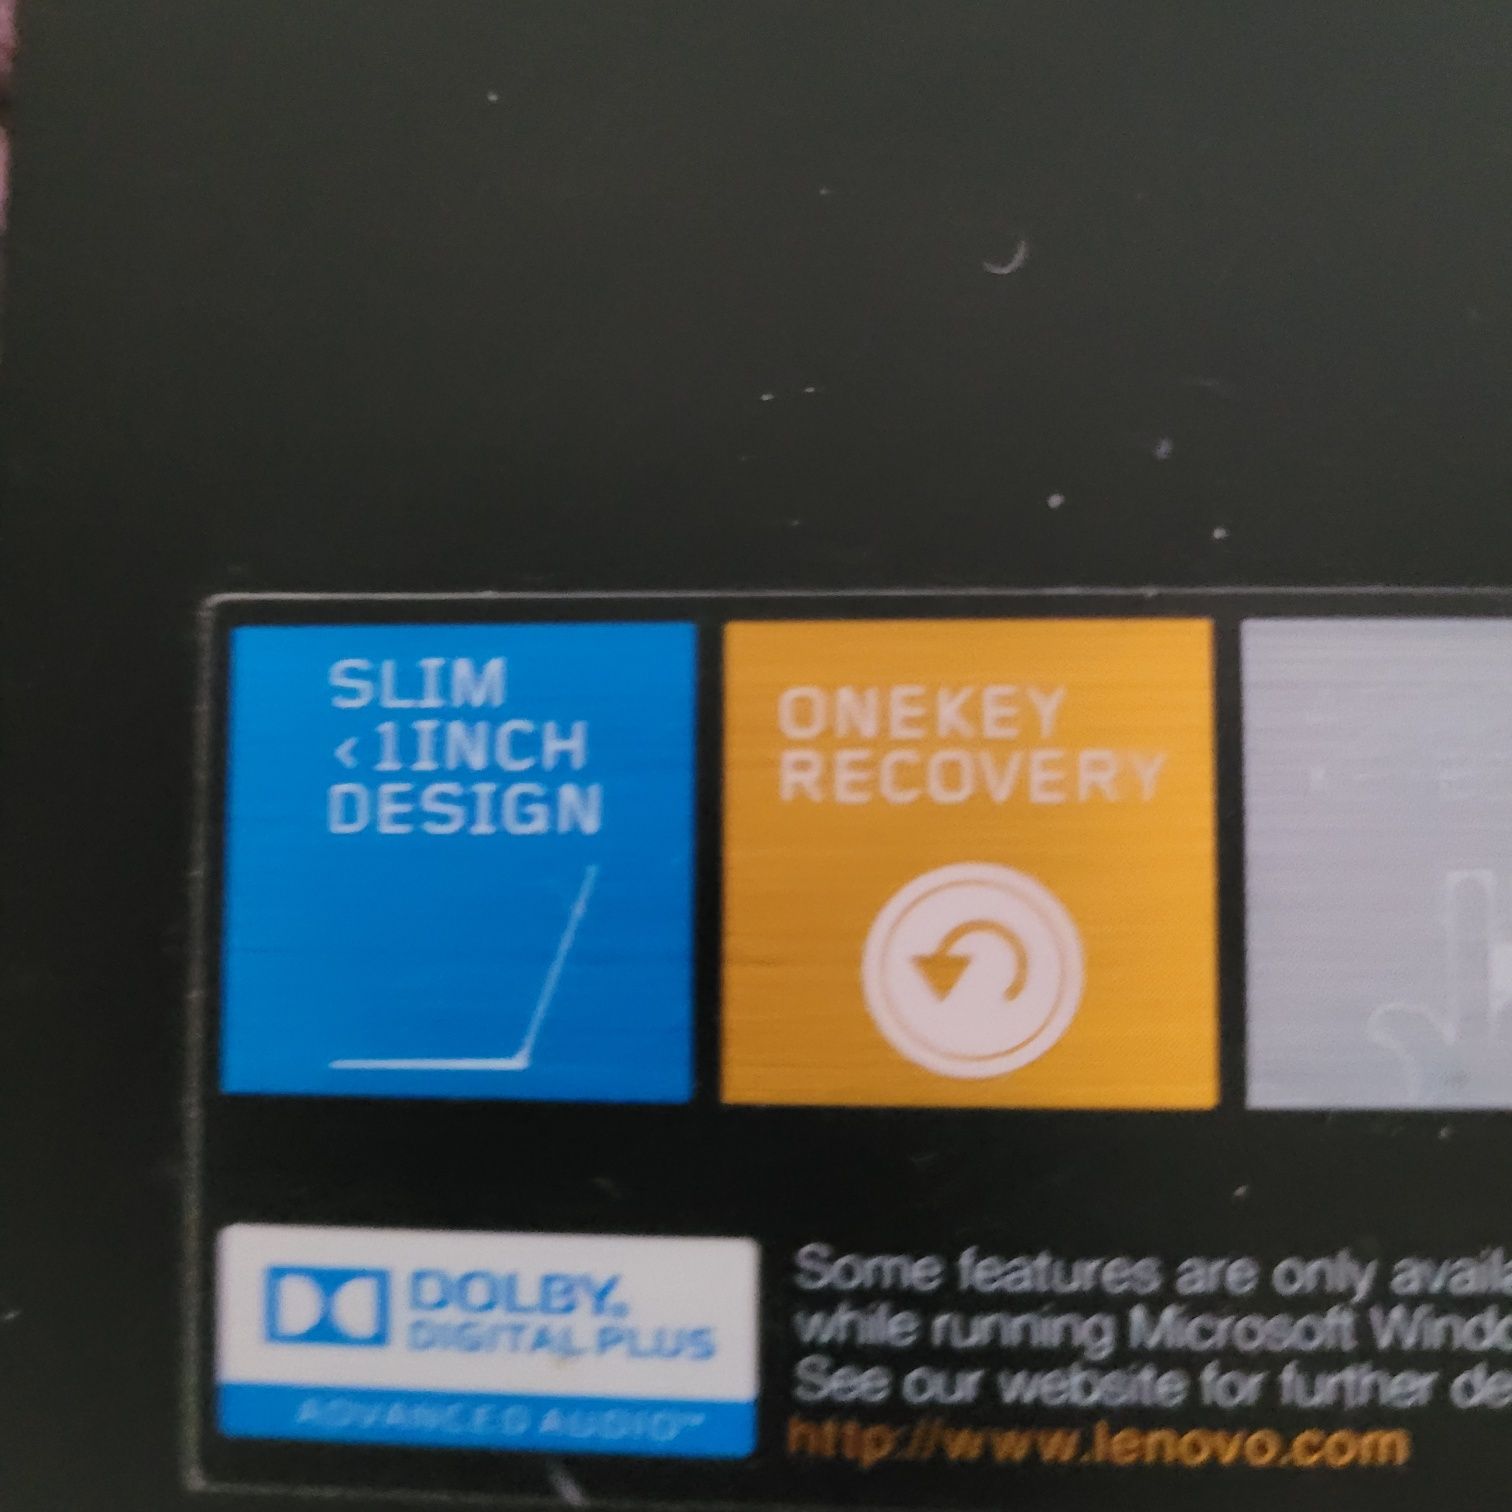 SLIM
<1INCH
DESIGN
ONEKEY
RECOVERY
DOLBY
DIGITAL PLUS
ADVANCED AUDIO™
Some features are only
while running Microsoft
See our website for further
http://www.lenovo.com